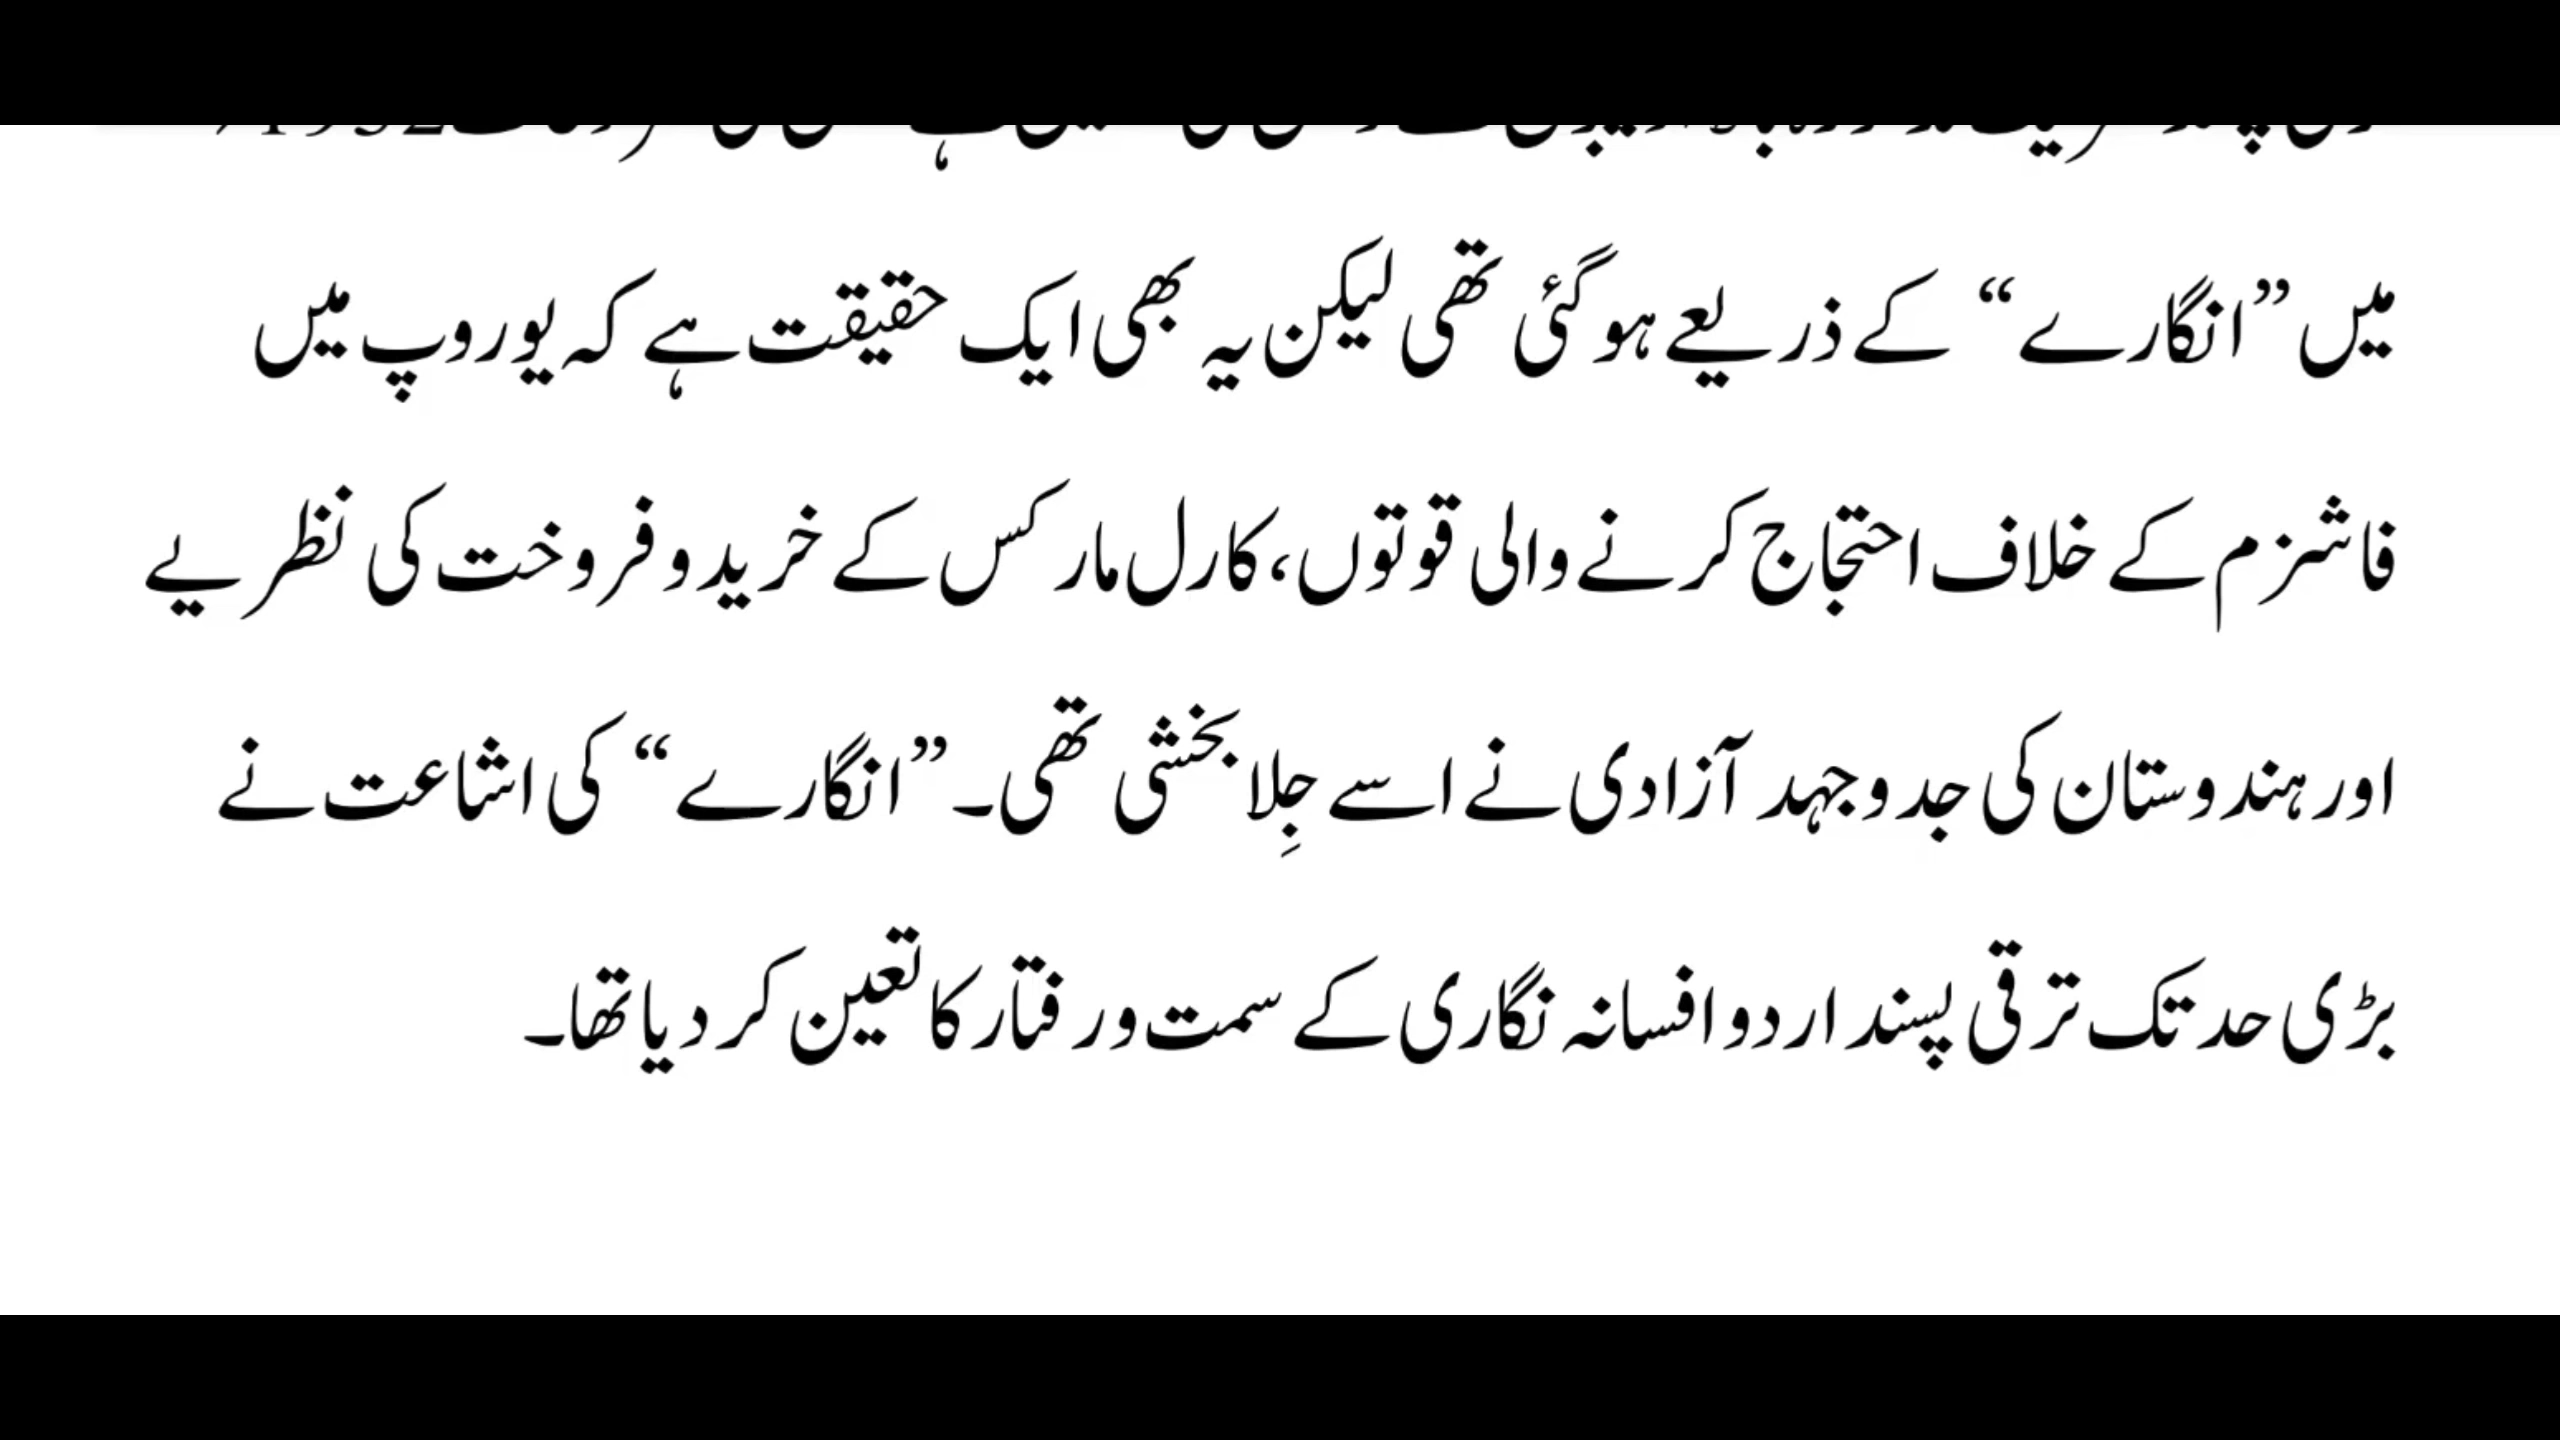 میں ”انگارے“ کے ذریعے ہو گئی تھی لیکن یہ بھی ایک حقیقت ہے کہ یوروپ میں
فاشزم کے خلاف احتجاج کرنے والی قوتوں، کارل مارکس کے خرید و فروخت کی نظریے
اور ہندوستان کی جدوجہد آزادی نے اسے جِلا بخشی تھی۔ ”انگارے“ کی اشاعت نے
بڑی حد تک ترقی پسند اردو افسانہ نگاری کے سمت و رفتار کا تعین کر دیا تھا۔